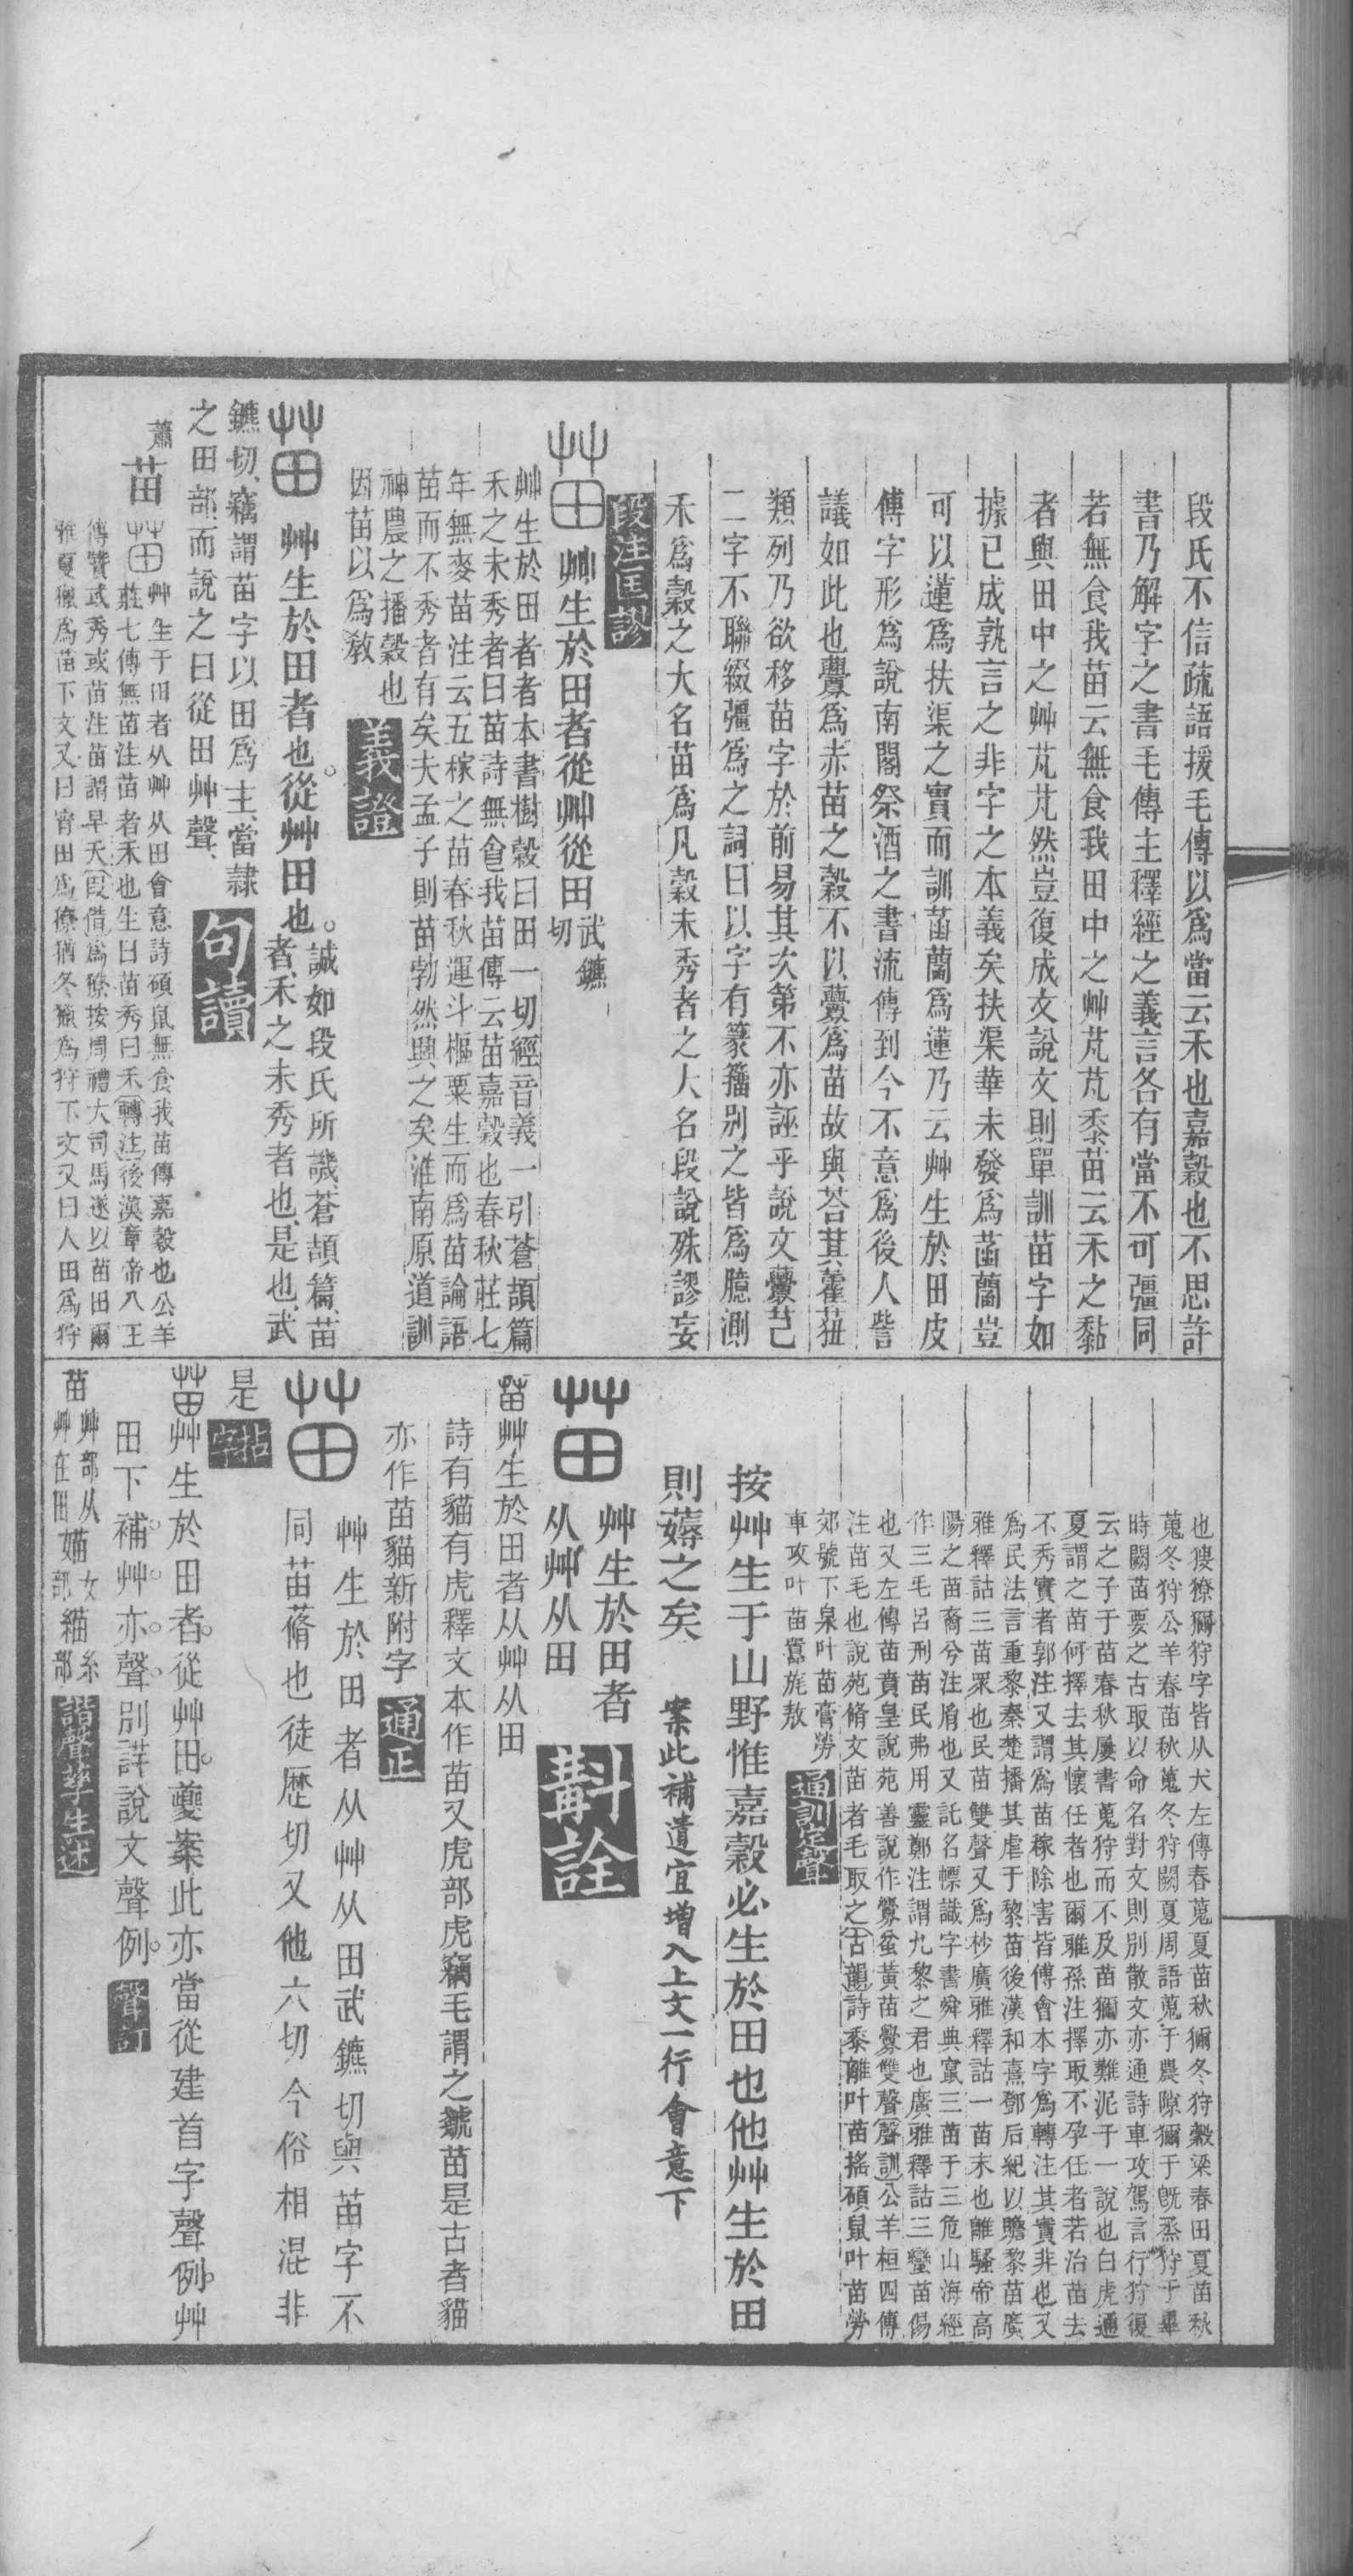 段氏不信疏語援毛傳以爲當云禾也嘉穀也不思許
書乃解字之書毛傳主釋經之義言各有當不可彊同
若無食我苗云無食我田中之艸芃芃黍苗云禾之黏
者與田中之艸芃芃然豈復成文說文則單訓苗字如
據已成孰言之非字之本義矣扶渠華未發爲菡蕳豈
可以蓮爲扶渠之實而訓菡蕳爲蓮乃云艸生於田皮
傅字形爲說南閣祭酒之書流傳到今不意爲後人訾
議如此也虋爲赤苗之穀不以虋爲苗故與荅萁藿莥
類列乃欲移苗字於前易其次第不亦誣乎說文虋芑
二字不聯綴彊爲之詞曰以字有篆籒別之皆爲臆測
禾爲穀之大名苗爲凡穀未秀者之大名段說殊謬妄
段注匡謬
苗 艸生於田者從艸從田 武鑣切
艸生於田者者本書樹穀曰田一切經音義一引蒼頡篇
禾之未秀者曰苗詩無食我苗傳云苗嘉穀也春秋莊七
年無麥苗注云五稼之苗春秋運斗樞粟生而爲苗論語
苗而不秀者有矣夫孟子則苗勃然興之矣淮南原道訓
神農之播穀也
因苗以爲敎 義證
苗 艸生於田者也從艸田也。誠如段氏所譏蒼頡篇、苗
者、禾之未秀者也、是也、武
鑣切、竊謂苗字以田爲主、當隷
之田部、而說之曰從田艸聲、 句讀
蕭 苗 苗 艸生于田者从艸从田會意詩碩鼠無食我苗傳嘉穀也公羊
莊七傳無苗注苗者禾也生曰苗秀曰禾轉注後漢章帝八王
傳贊或秀或苗注苗謂早夭叚借爲獠按周禮大司馬遂以苗田爾
雅夏獵爲苗下文又曰宵田爲獠猶冬獵爲狩下文又曰人田爲狩
也獀獠獮狩字皆从犬左傳春蒐夏苗秋獮冬狩穀梁春田夏苗秋
蒐冬狩公羊春苗秋蒐冬狩闕夏周語蒐于農隙獮于旣烝狩于畢
時闕苗要之古取以命名對文則別散文亦通詩車攻駕言行狩復
云之子于苗春秋屢書蒐狩而不及苗獮亦難泥于一說也白虎通
夏謂之苗何擇去其懷任者也爾雅孫注擇取不孕任者若治苗去
不秀實者郭注又謂爲苗稼除害皆傅會本字爲轉注其實非也又
爲民法言重黎秦楚播其虐于黎苗後漢和熹鄧后紀以贍黎苗廣
雅釋詁三苗眾也民苗雙聲又爲杪廣雅釋詁一苗末也離騷帝高
陽之苗裔兮注胤也又託名幖識字書舜典竄三苗于三危山海經
作三毛呂刑苗民弗用靈鄭注謂九黎之君也廣雅釋詁三蠻苗傷
也又左傳苗賁皇說苑善說作釁蚠黃苗釁雙聲聲訓公羊桓四傳
注苗毛也說苑脩文苗者毛取之古韻詩黍離叶苗搖碩鼠叶苗勞
郊號下泉叶苗膏勞
車攻叶苗囂旄敖 通訓定聲
按艸生于山野惟嘉穀必生於田也他艸生於田
則薅之矣 案此補遺宜增入上文一行會意下
苗 艸生於田者
从艸从田 斠詮
苗艸生於田者从艸从田
詩有貓有虎釋文本作苗又虎部虎竊毛謂之虦苗是古者貓
亦作苗貓新附字 通正
苗 艸生於田者从艸从田武鑣切與苗字不
同苗蓨也徒歷切又他六切今俗相混非
是 拈字
苗艸生於田者。從艸田。夔案此亦當從建首字聲例。艸
田下補艸亦聲別詳說文聲例。 聲訂
苗 艸部从艸在田 媌 女部 緢 糸部 諧聲孳生述